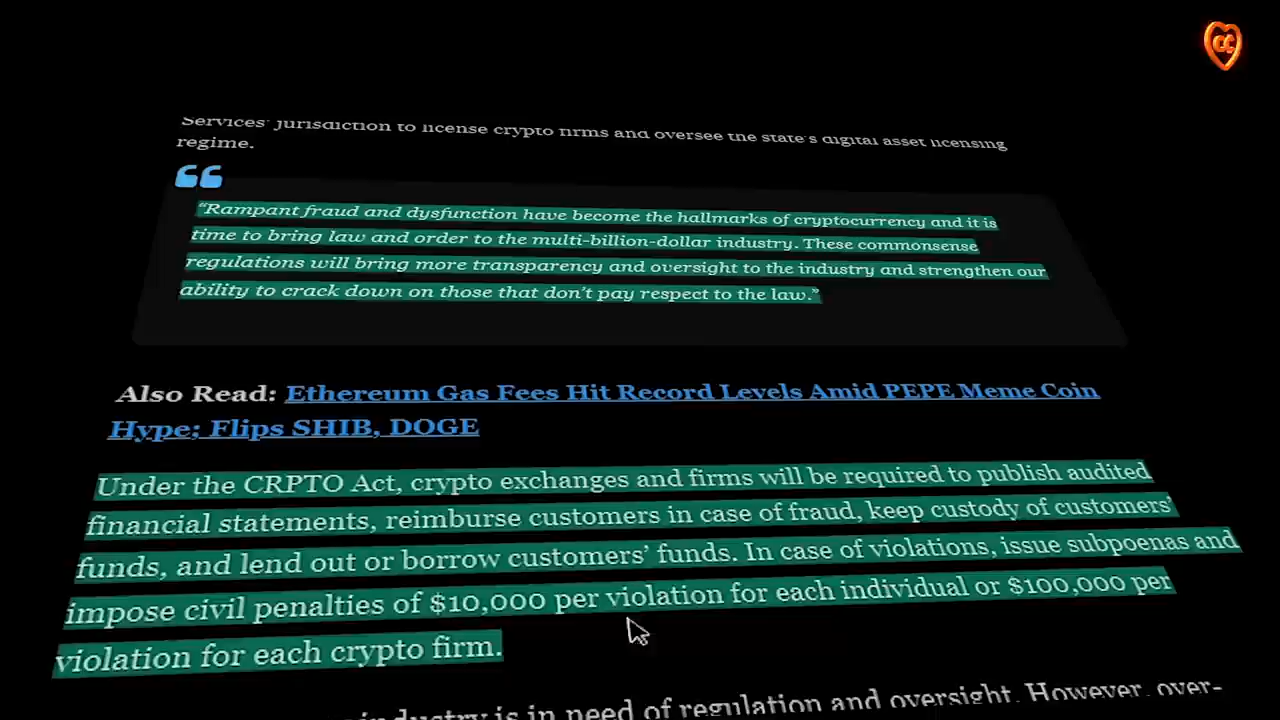 Services' jurisdiction to license crypto firms and oversee the state's digital asset licensing
regime.
“Rampant fraud and dysfunction have become the hallmarks of cryptocurrency and it is
time to bring law and order to the multi-billion-dollar industry. These commonsense
regulations will bring more transparency and oversight to the industry and strengthen our
ability to crack down on those that don't pay respect to the law.”
Also Read: Ethereum Gas Fees Hit Record Levels Amid PEPE Meme Coin
Hype; Flips SHIB, DOGE
Under the CRPTO Act, crypto exchanges and firms will be required to publish audited
financial statements, reimburse customers in case of fraud, keep custody of customers'
funds, and lend out or borrow customers' funds. In case of violations, issue subpoenas and
impose civil penalties of $10,000 per violation for each individual or $100,000 per
violation for each crypto firm.
industry is in need of regulation and oversight. However, over-